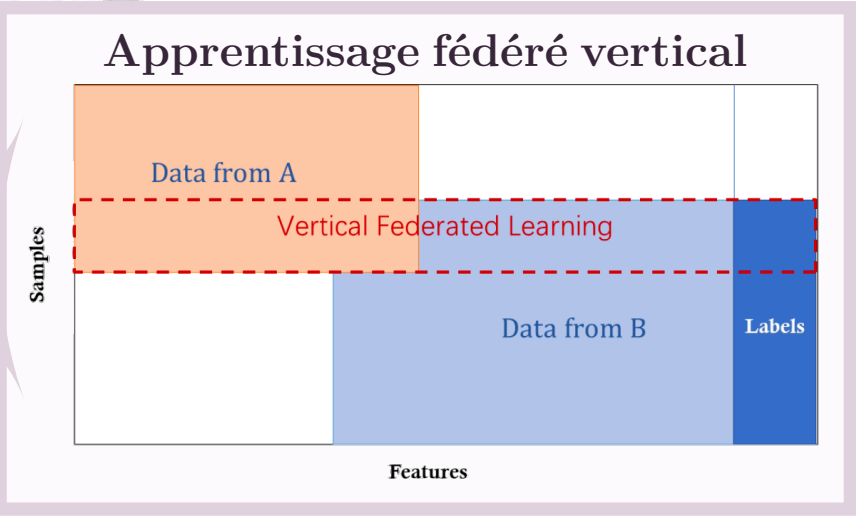 Apprentissage fédéré vertical
Data from A
Vertical Federated Learning
Samples
Data from B
Labels
Features